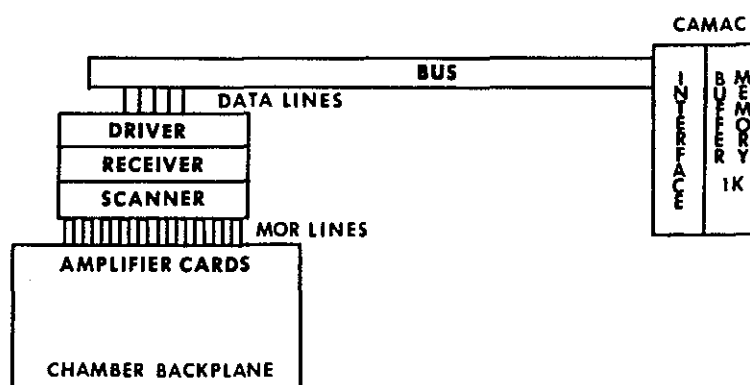 CAMAC
BUS
DATA LINES
DRIVER
RECEIVER
SCANNER
MOR LINES
AMPLIFIER CARDS
CHAMBER BACKPLANE
INTERFACE
BUFFER
MEMORY
1K